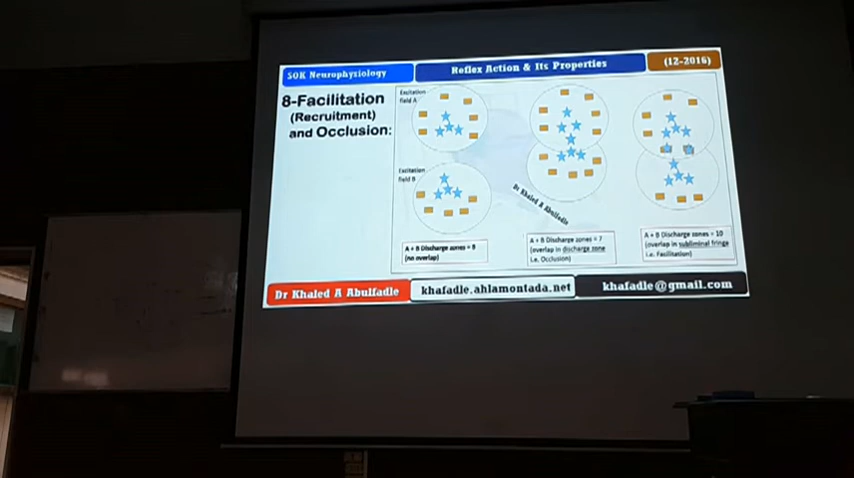 SOK Neurophysiology
Reflex Action & Its Properties
(12-2016)
8-Facilitation
(Recruitment)
and Occlusion:
Excitation
field A
Excitation
field B
Dr Khaled A Abulfadle
A + B Discharge zones = 8
(no overlap)
A + B Discharge zones = 7
(overlap in discharge zone
i.e. Occlusion)
A + B Discharge zones = 10
(overlap in subliminal fringe
i.e. Facilitation)
Dr Khaled A Abulfadle
khafadle.ahlamontada.net
khafadle@gmail.com